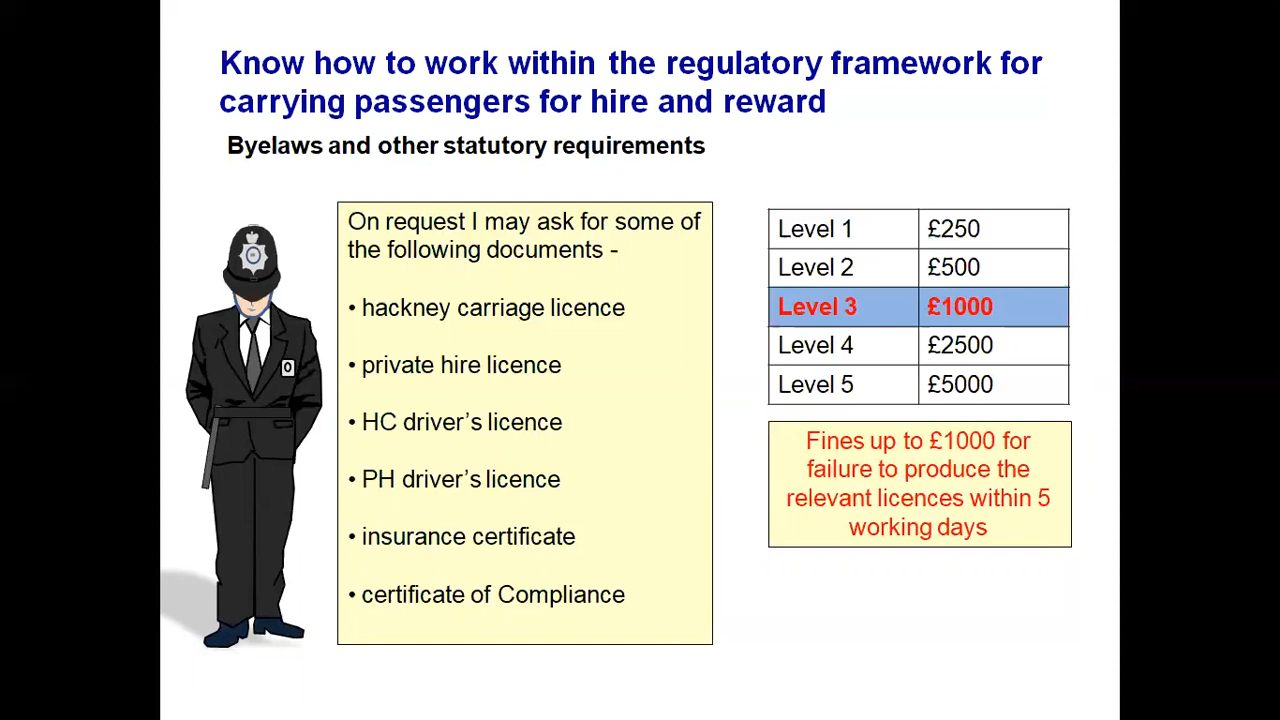 Know how to work within the regulatory framework for
carrying passengers for hire and reward
Byelaws and other statutory requirements
On request I may ask for some of
the following documents -
• hackney carriage licence
• private hire licence
• HC driver’s licence
• PH driver’s licence
• insurance certificate
• certificate of Compliance
Level 1 £250
Level 2 £500
Level 3 £1000
Level 4 £2500
Level 5 £5000
Fines up to £1000 for
failure to produce the
relevant licences within 5
working days